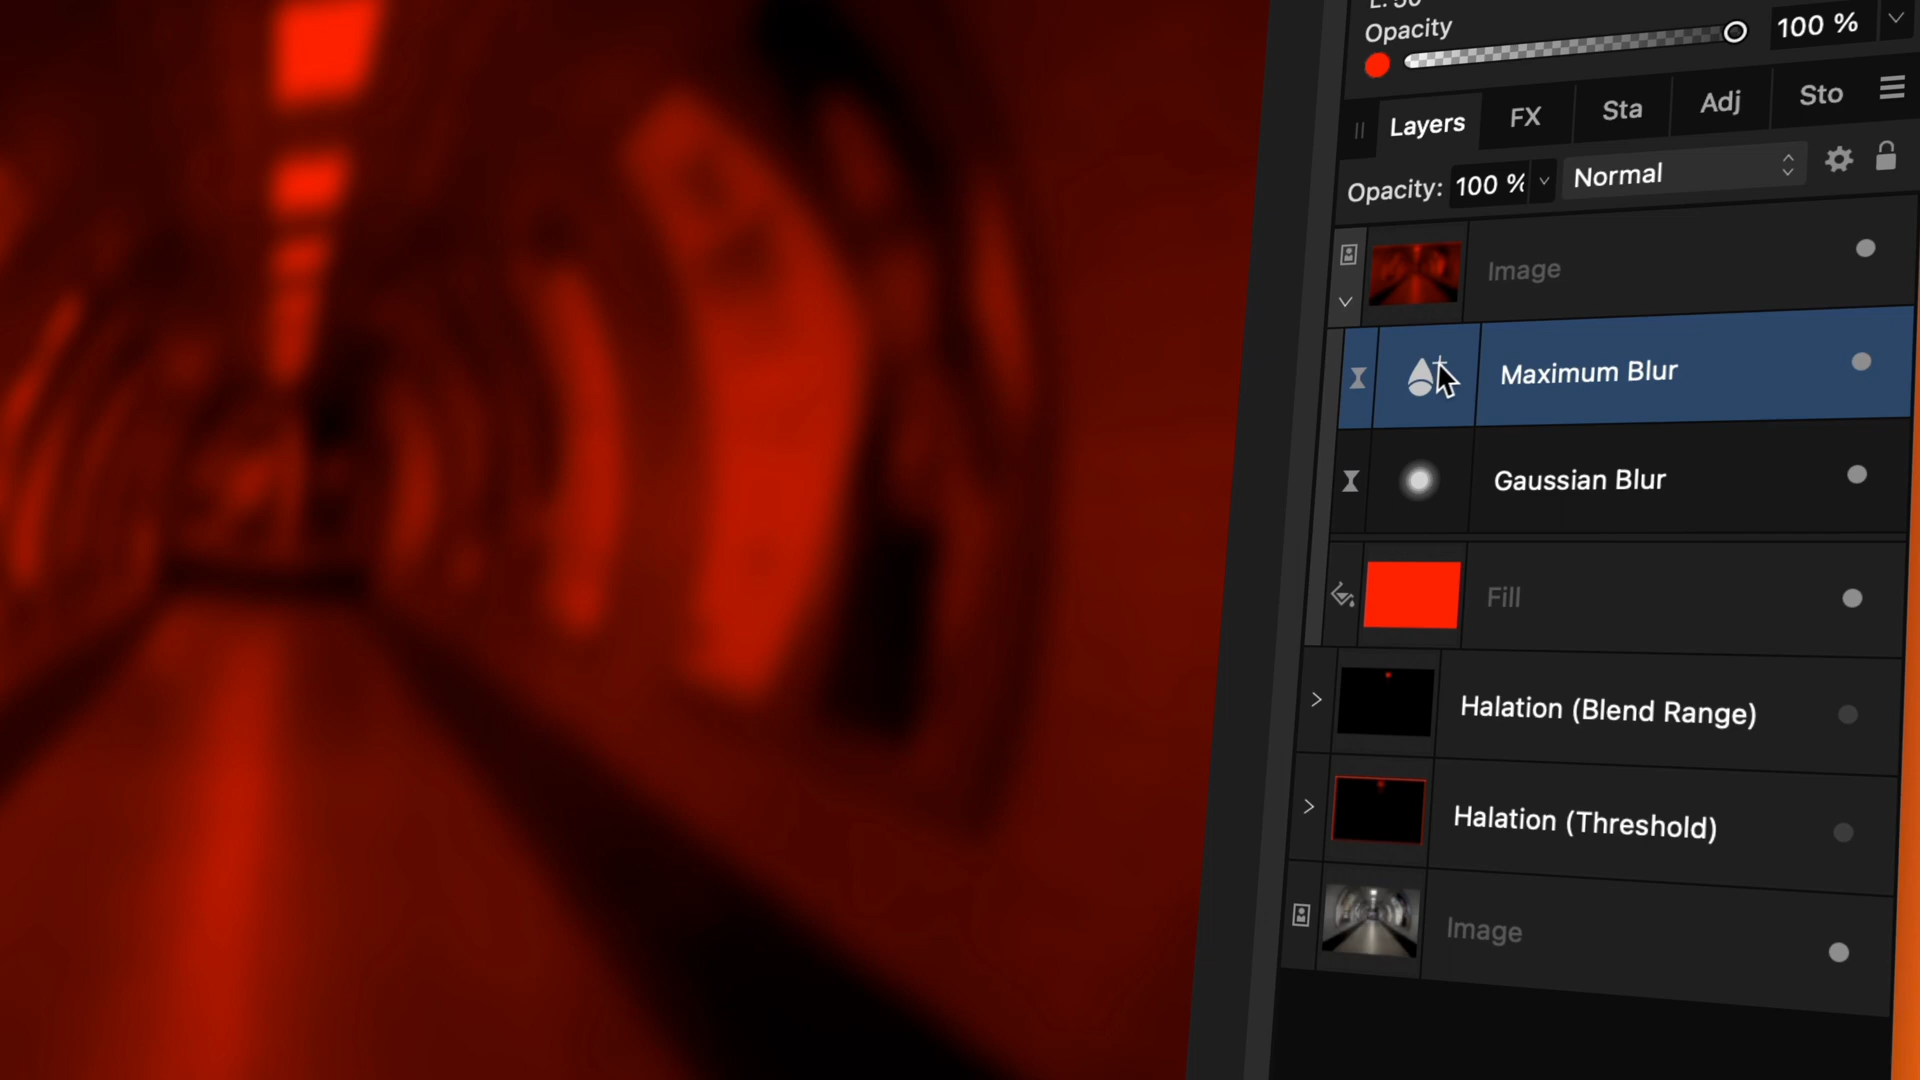 L: 50
Opacity
100 %
Layers FX Sta Adj Sto
Opacity: 100 % Normal
Image
Maximum Blur
Gaussian Blur
Fill
Halation (Blend Range)
Halation (Threshold)
Image